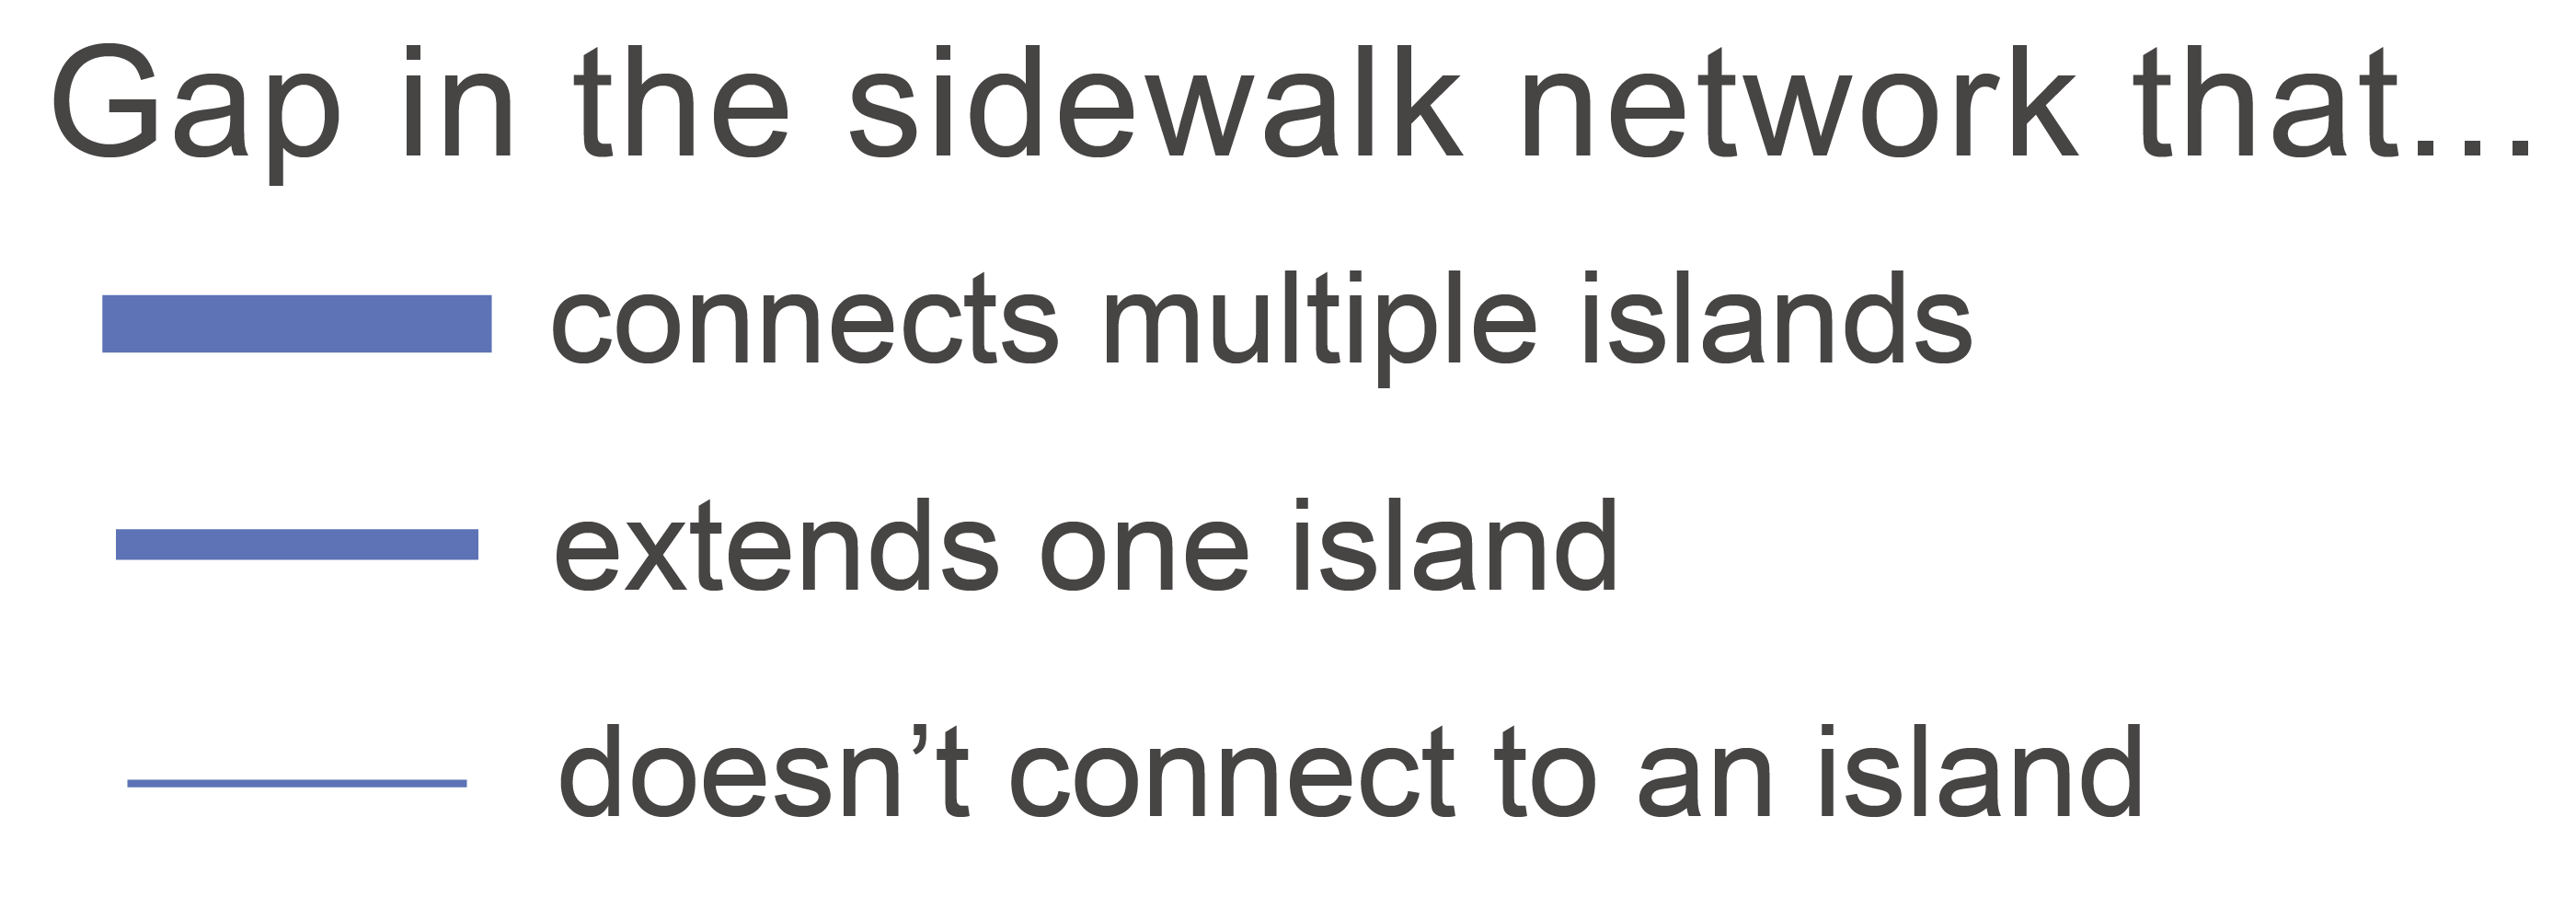 Gap in the sidewalk network that...
connects multiple islands
extends one island
doesn’t connect to an island